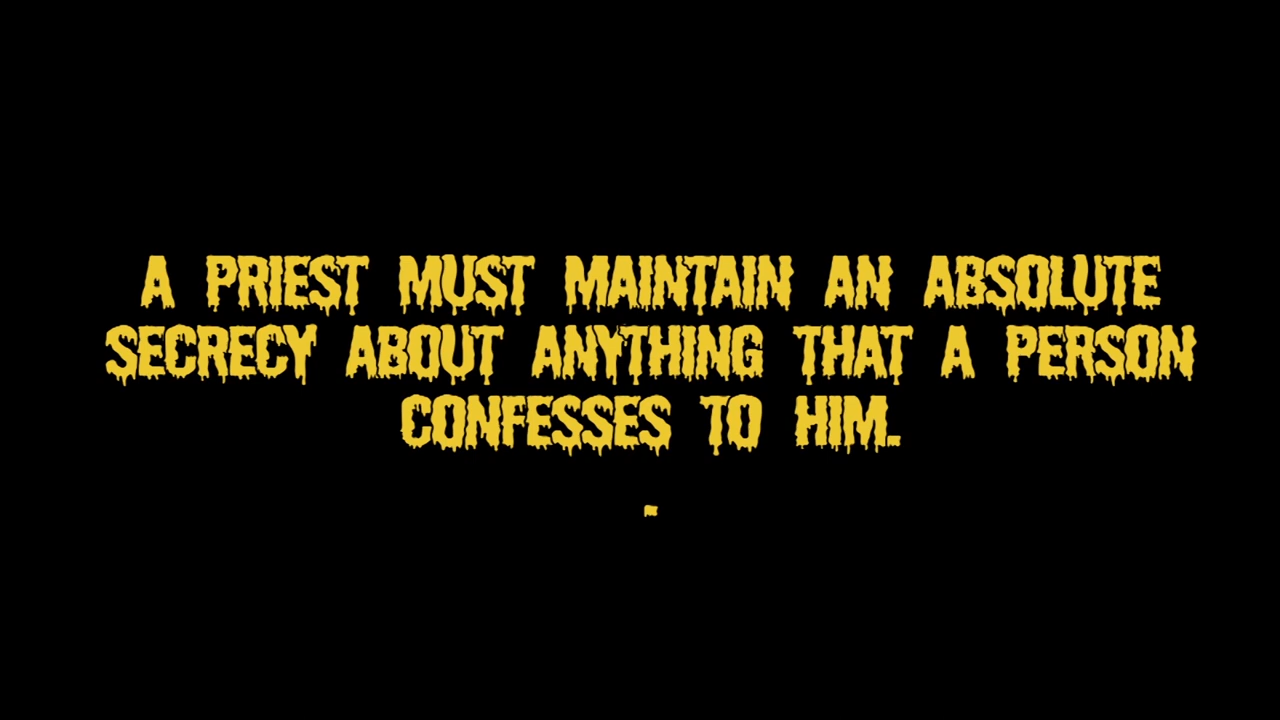 A PRIEST MUST MAINTAIN AN ABSOLUTE
SECRECY ABOUT ANYTHING THAT A PERSON
CONFESSES TO HIM.
-